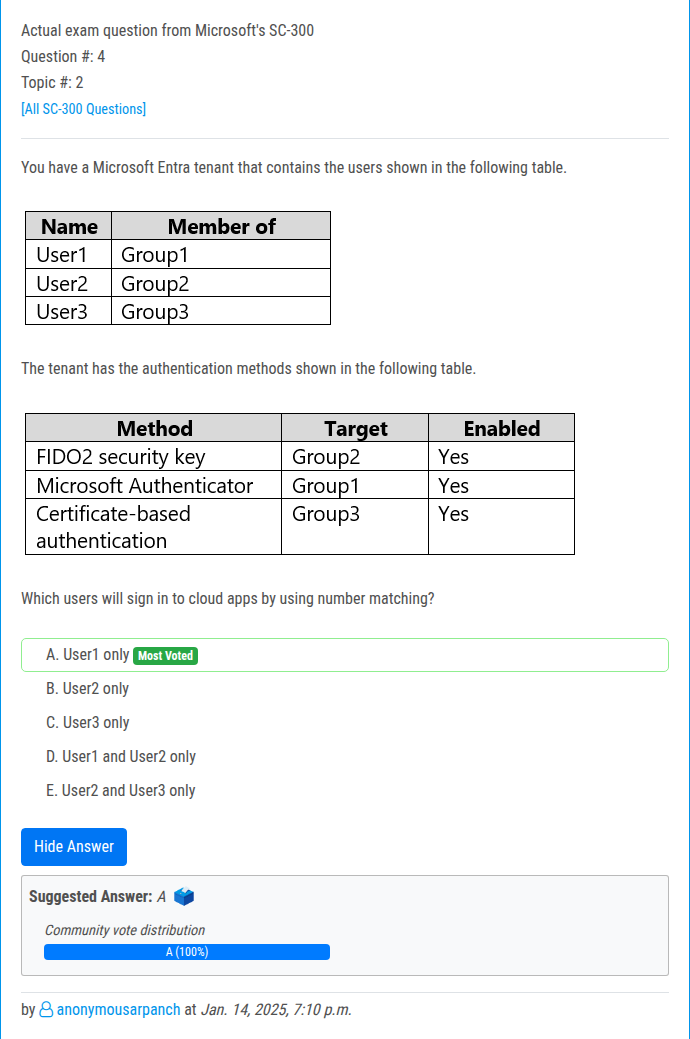 Actual exam question from Microsoft's SC-300
Question #: 4
Topic #: 2
[All SC-300 Questions]
You have a Microsoft Entra tenant that contains the users shown in the following table.
Name Member of
User1 Group1
User2 Group2
User3 Group3
The tenant has the authentication methods shown in the following table.
Method Target Enabled
FIDO2 security key Group2 Yes
Microsoft Authenticator Group1 Yes
Certificate-based Group3 Yes
authentication
Which users will sign in to cloud apps by using number matching?
A. User1 only Most Voted
B. User2 only
C. User3 only
D. User1 and User2 only
E. User2 and User3 only
Hide Answer
Suggested Answer: A
Community vote distribution
A (100%)
by anonymousarpanch at Jan. 14, 2025, 7:10 p.m.